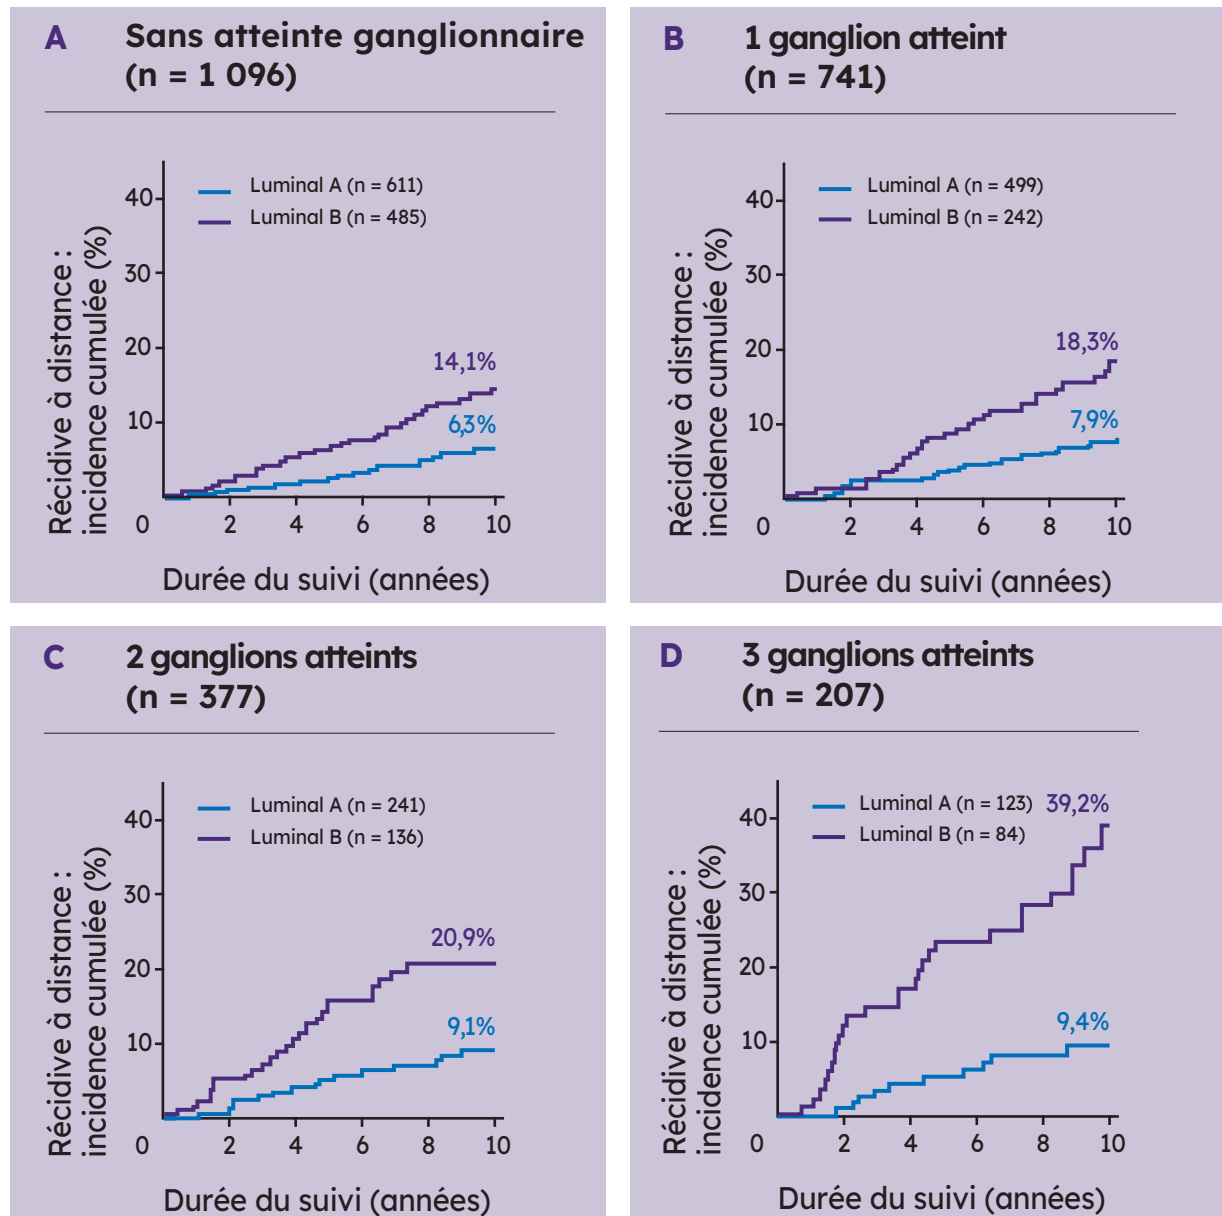 A
Sans atteinte ganglionnaire
(n = 1 096)
Récidive à distance :
incidence cumulée (%)
40
30
20
10
0
2
4
6
8
10
Luminal A (n = 611)
Luminal B (n = 485)
14,1%
6,3%
Durée du suivi (années)
B
1 ganglion atteint
(n = 741)
Récidive à distance :
incidence cumulée (%)
40
30
20
10
0
2
4
6
8
10
Luminal A (n = 499)
Luminal B (n = 242)
18,3%
7,9%
Durée du suivi (années)
C
2 ganglions atteints
(n = 377)
Récidive à distance :
incidence cumulée (%)
40
30
20
10
0
2
4
6
8
10
Luminal A (n = 241)
Luminal B (n = 136)
20,9%
9,1%
Durée du suivi (années)
D
3 ganglions atteints
(n = 207)
Récidive à distance :
incidence cumulée (%)
40
30
20
10
0
2
4
6
8
10
Luminal A (n = 123)
Luminal B (n = 84)
39,2%
9,4%
Durée du suivi (années)